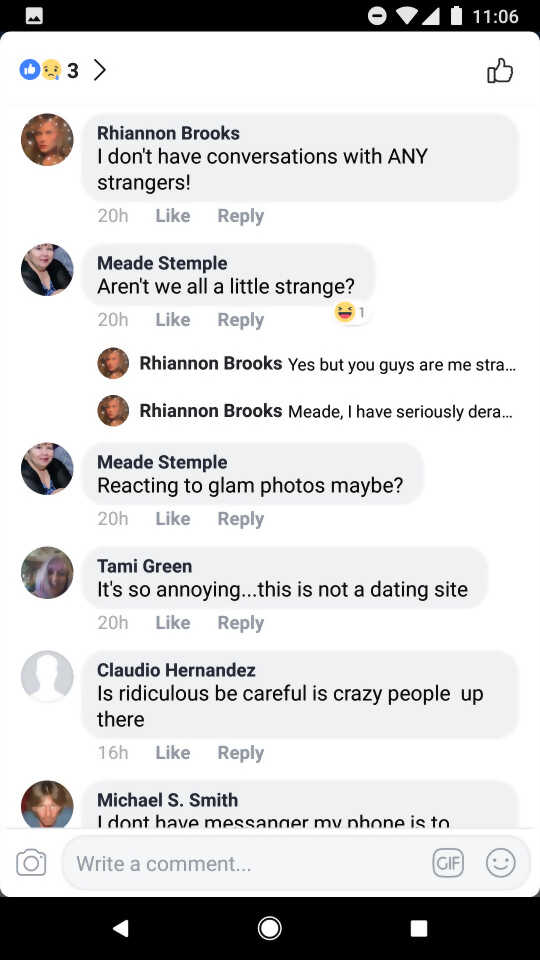 11:06
3
Rhiannon Brooks
I don't have conversations with ANY
strangers!
20h Like Reply
Meade Stemple
Aren't we all a little strange?
1
20h Like Reply
Rhiannon Brooks Yes but you guys are me stra...
Rhiannon Brooks Meade, I have seriously dera...
Meade Stemple
Reacting to glam photos maybe?
20h Like Reply
Tami Green
It's so annoying...this is not a dating site
20h Like Reply
Claudio Hernandez
Is ridiculous be careful is crazy people  up
there
16h Like Reply
Michael S. Smith
I dont have messanger my phone is to
Write a comment...
GIF